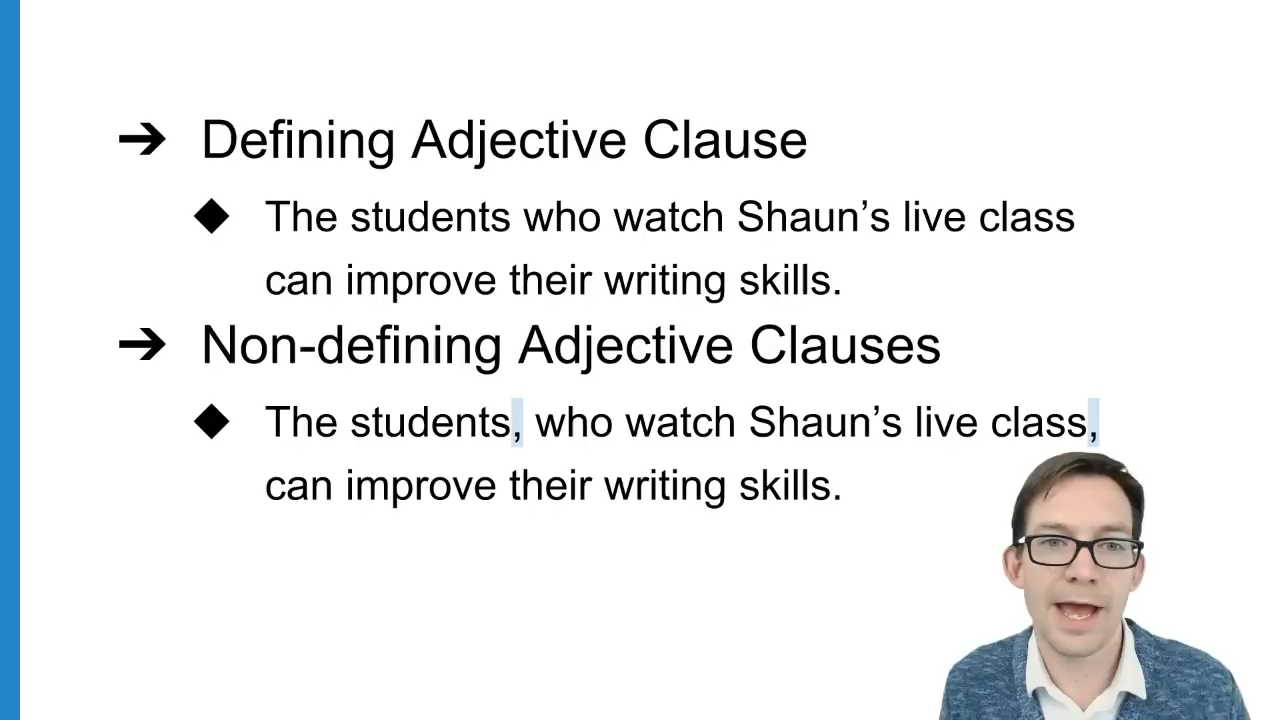 ➔ Defining Adjective Clause
◆ The students who watch Shaun’s live class
can improve their writing skills.
➔ Non-defining Adjective Clauses
◆ The students, who watch Shaun’s live class,
can improve their writing skills.